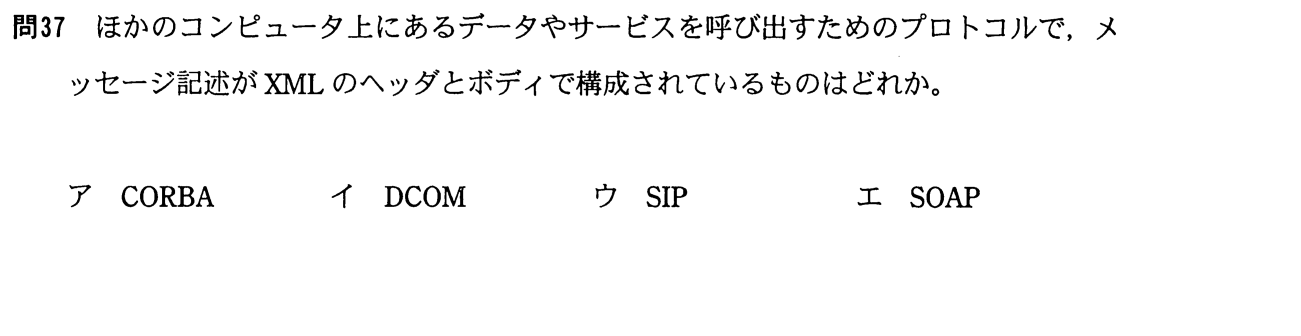 問37　ほかのコンピュータ上にあるデータやサービスを呼び出すためのプロトコルで，メ
ッセージ記述が XML のヘッダとボディで構成されているものはどれか。
ア　CORBA　イ　DCOM　ウ　SIP　エ　SOAP